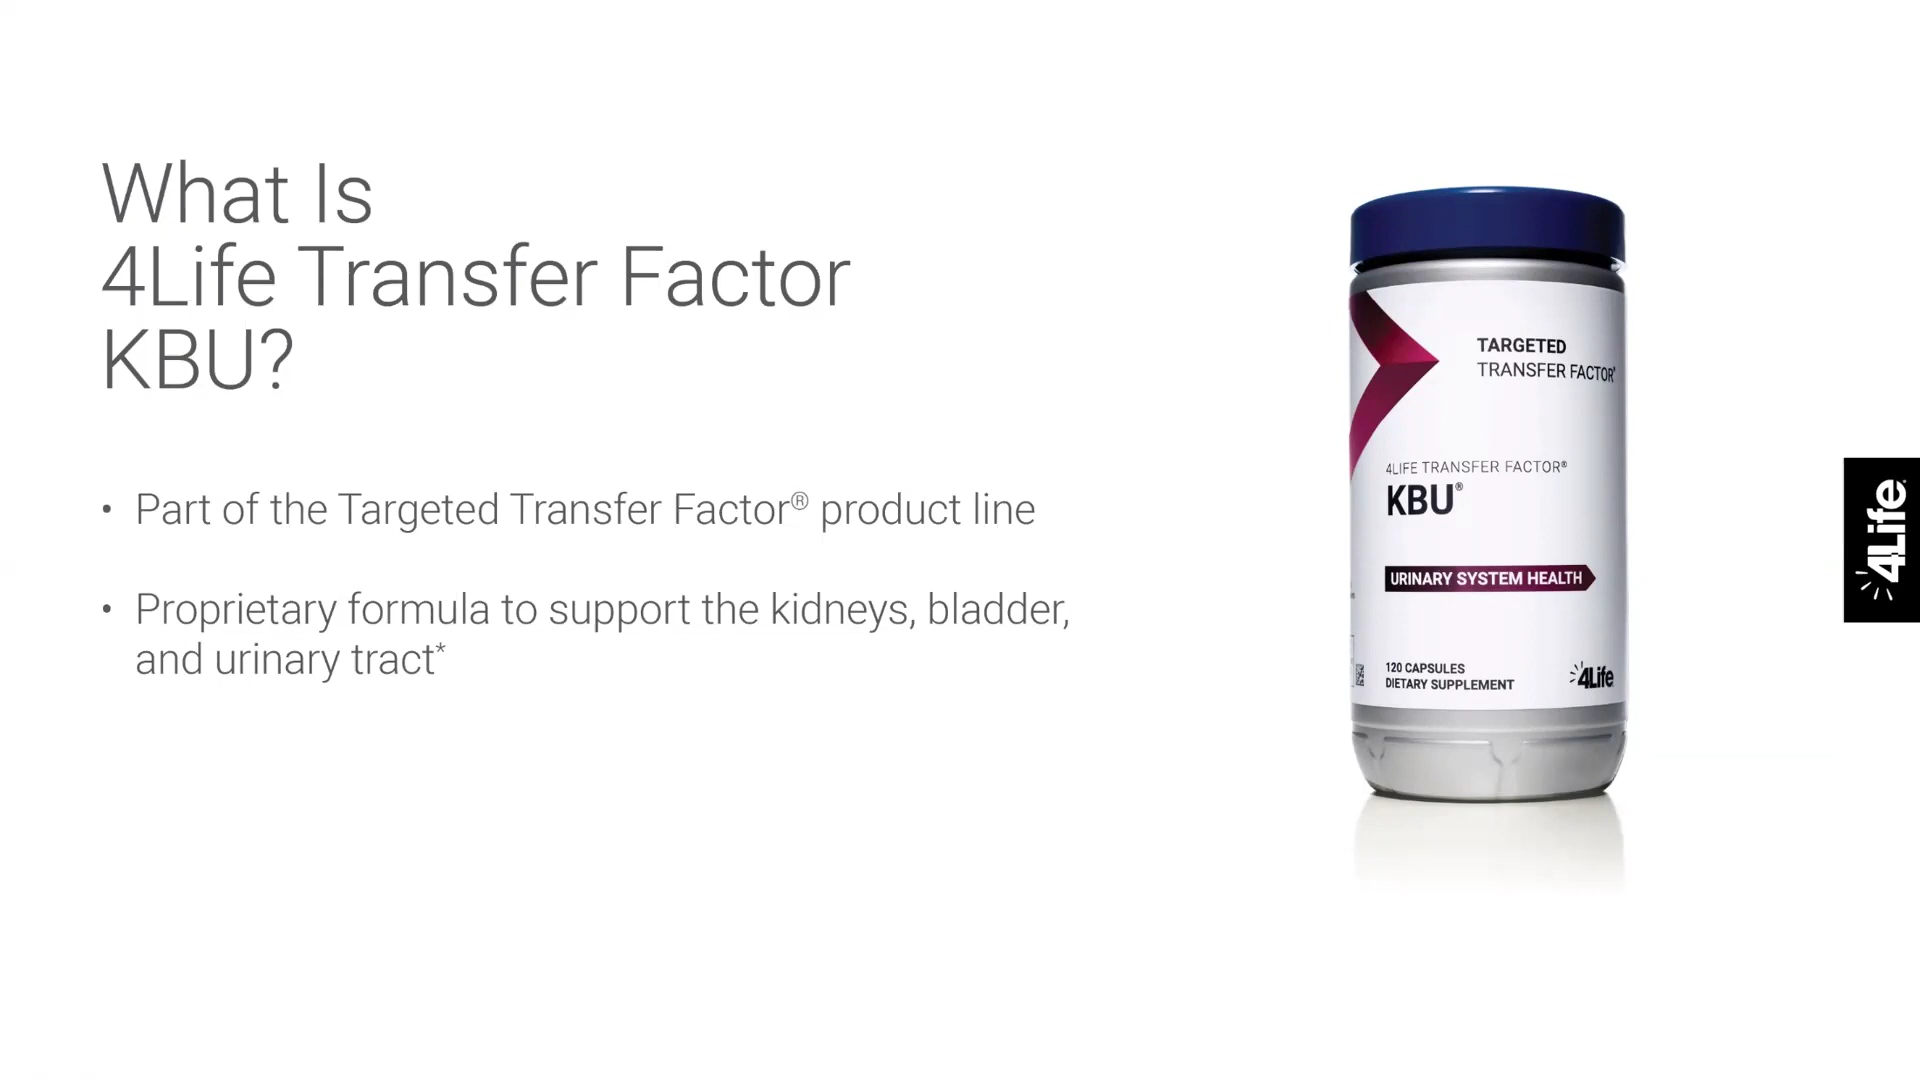 What Is
4Life Transfer Factor
KBU?
• Part of the Targeted Transfer Factor® product line
• Proprietary formula to support the kidneys, bladder,
and urinary tract*
TARGETED
TRANSFER FACTOR®
4LIFE TRANSFER FACTOR®
KBU®
URINARY SYSTEM HEALTH
120 CAPSULES
DIETARY SUPPLEMENT
4Life
4Life